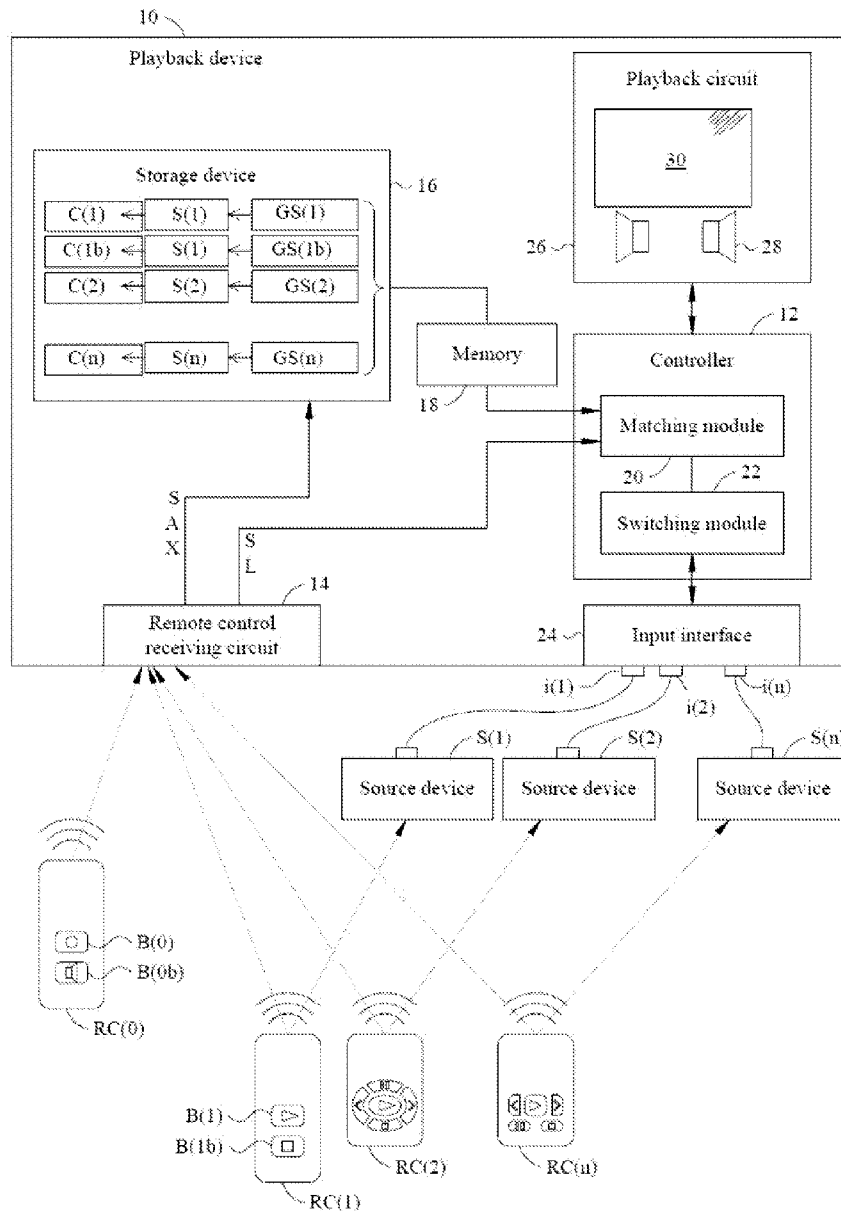 10
Playback device
Playback circuit
30
26
28
Storage device
16
C(1) S(1) GS(1)
C(1b) S(1) GS(1b)
C(2) S(2) GS(2)
C(n) S(n) GS(n)
Memory
18
12
Controller
Matching module
20
22
Switching module
S
A
X
S
L
14
Remote control
receiving circuit
24
Input interface
i(1)
i(2)
i(n)
S(1)
S(2)
S(n)
Source device
Source device
Source device
B(0)
B(0b)
RC(0)
B(1)
B(1b)
RC(1)
RC(2)
RC(n)